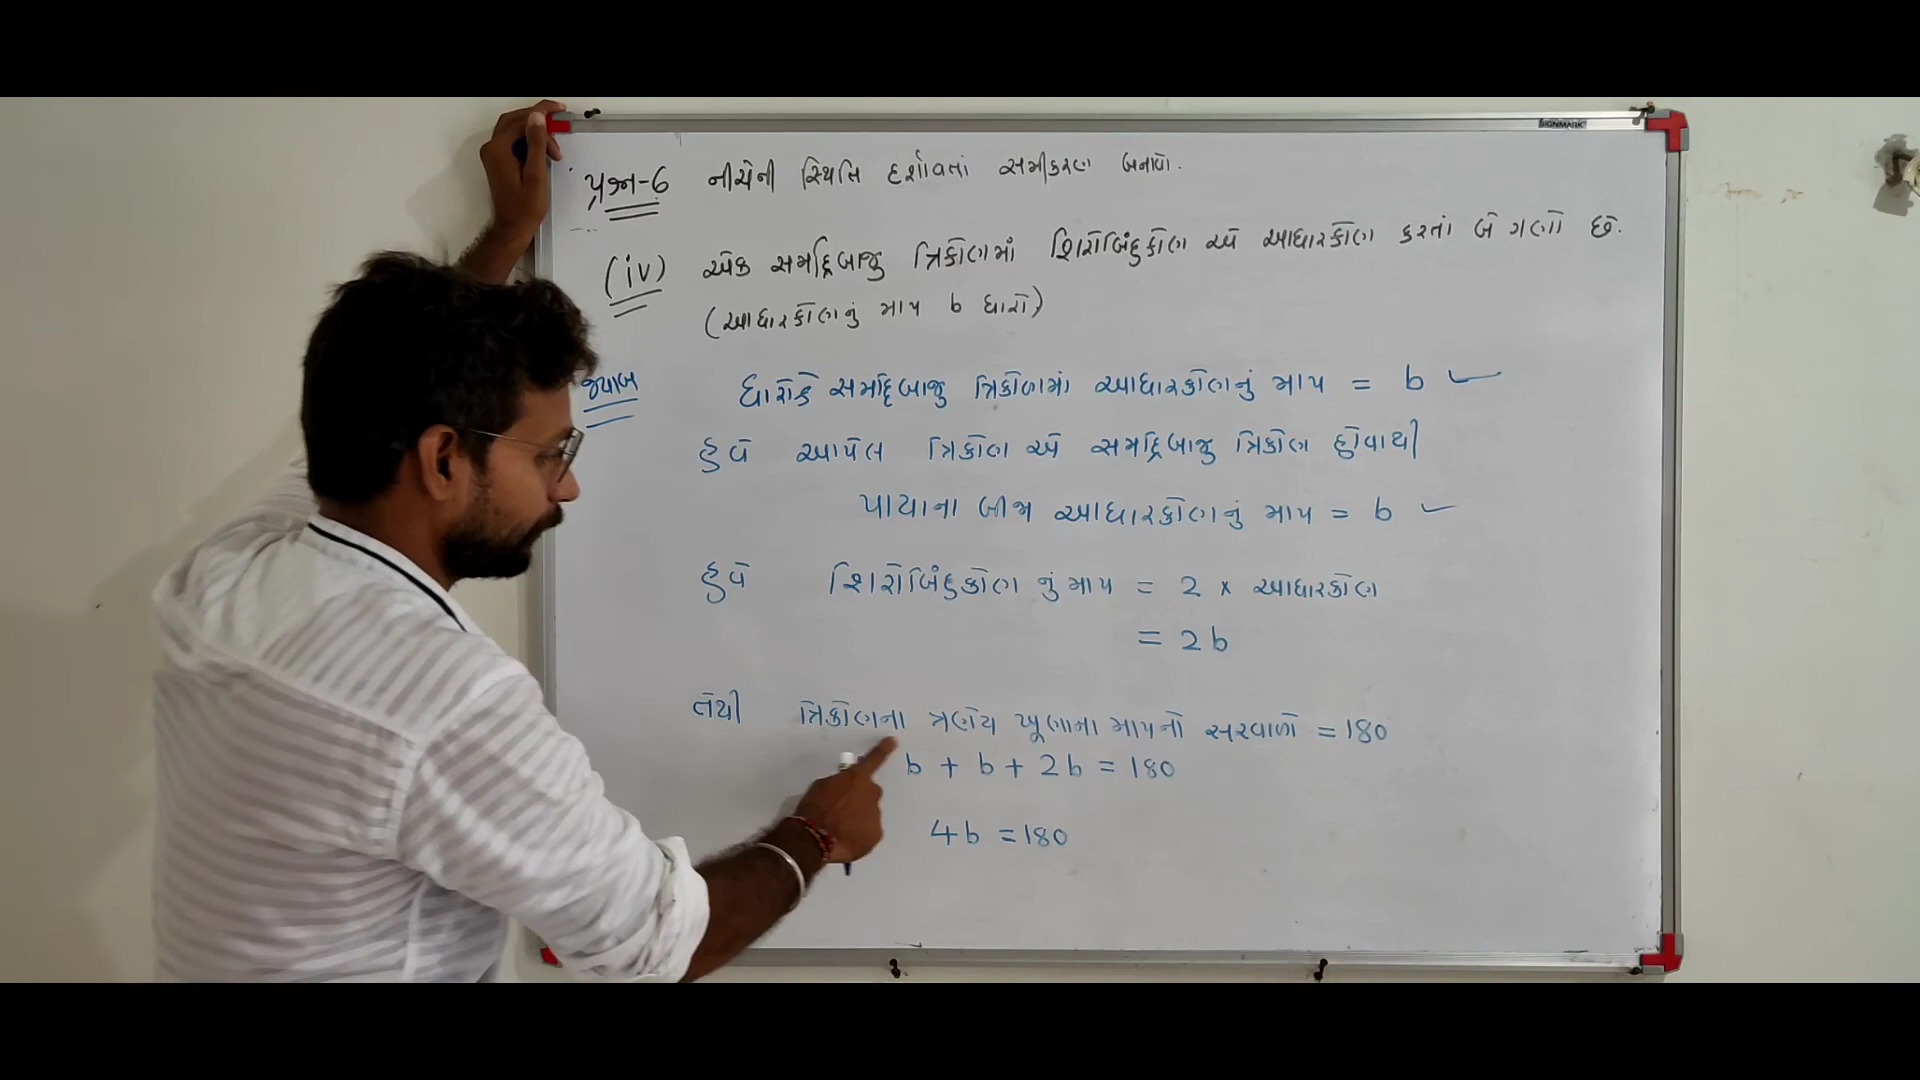 SIGNMARK
પ્રશ્ન-6 નીચેની સ્થિતિ દર્શાવતાં સમીકરણ બનાવો.
(iv) એક સમદ્વિબાજુ ત્રિકોણમાં શિરોબિંદુકોણ એ આધારકોણ કરતાં બે ગણો છે.
(આધારકોણનું માપ b ધારો)
જવાબ ધારોકે સમદ્વિબાજુ ત્રિકોણમાં આધારકોણનું માપ = b ✓
હવે આપેલ ત્રિકોણ એ સમદ્વિબાજુ ત્રિકોણ હોવાથી
પાયાના બીજા આધારકોણનું માપ = b ✓
હવે શિરોબિંદુકોણ નું માપ = 2 × આધારકોણ
= 2b
તેથી ત્રિકોણના ત્રણેય ખૂણાના માપનો સરવાળો = 180
b + b + 2b = 180
4b = 180